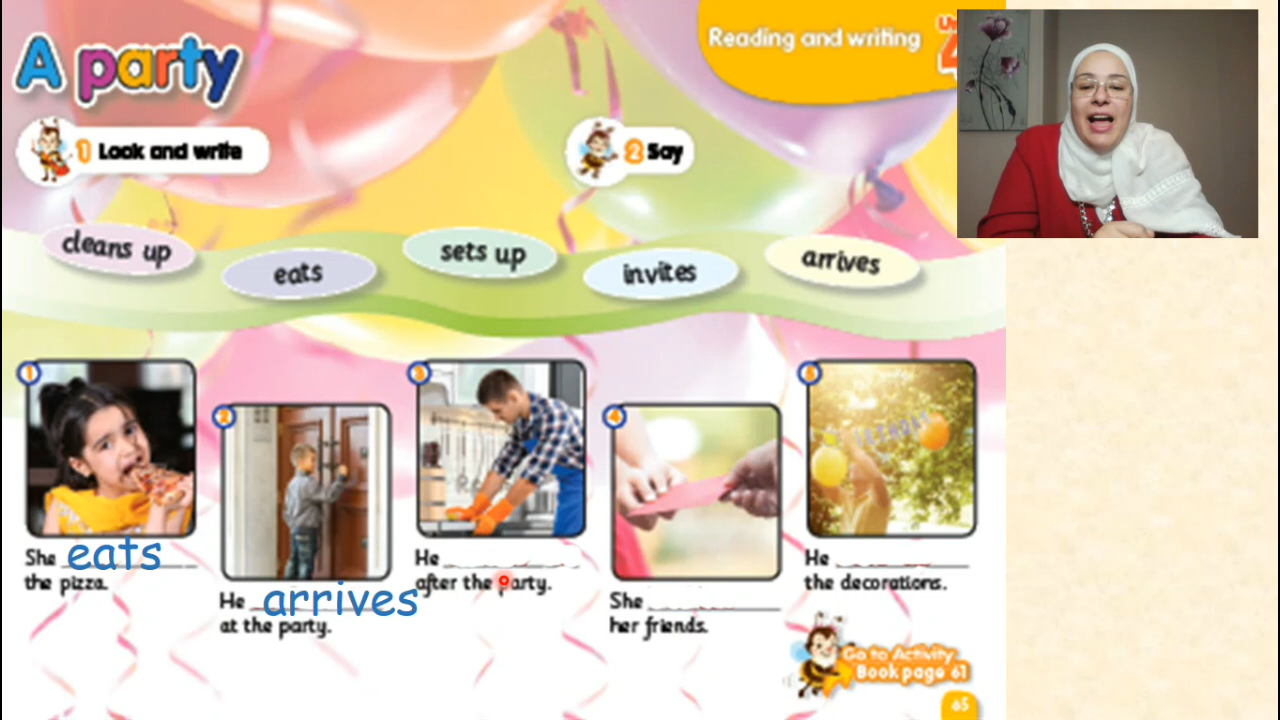 A party
Reading and writing
4
1 Look and write
2 Say
cleans up
eats
sets up
invites
arrives
1
2
3
4
5
She eats
the pizza.
He arrives
at the party.
He
after the party.
She
her friends.
He
the decorations.
Go to Activity
Book page 61
65